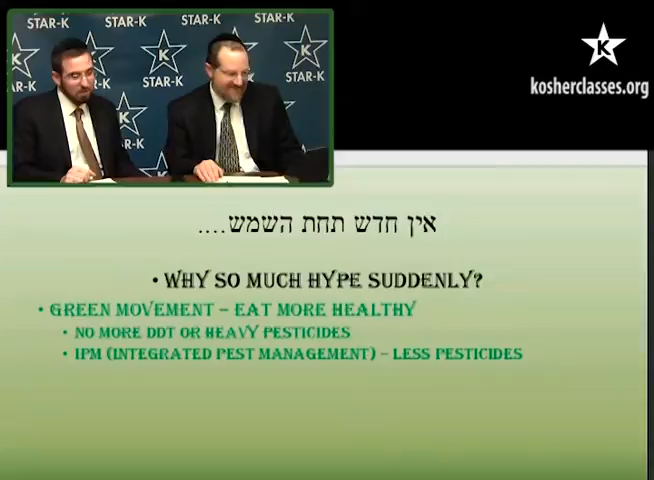 STAR-K STAR-K STAR-K
K
K
K
STAR-K
STAR-K
K
kosherclasses.org
K
R-K
אין חדש תחת השמש....
• WHY SO MUCH HYPE SUDDENLY?
• GREEN MOVEMENT – EAT MORE HEALTHY
• NO MORE DDT OR HEAVY PESTICIDES
• IPM (INTEGRATED PEST MANAGEMENT) – LESS PESTICIDES